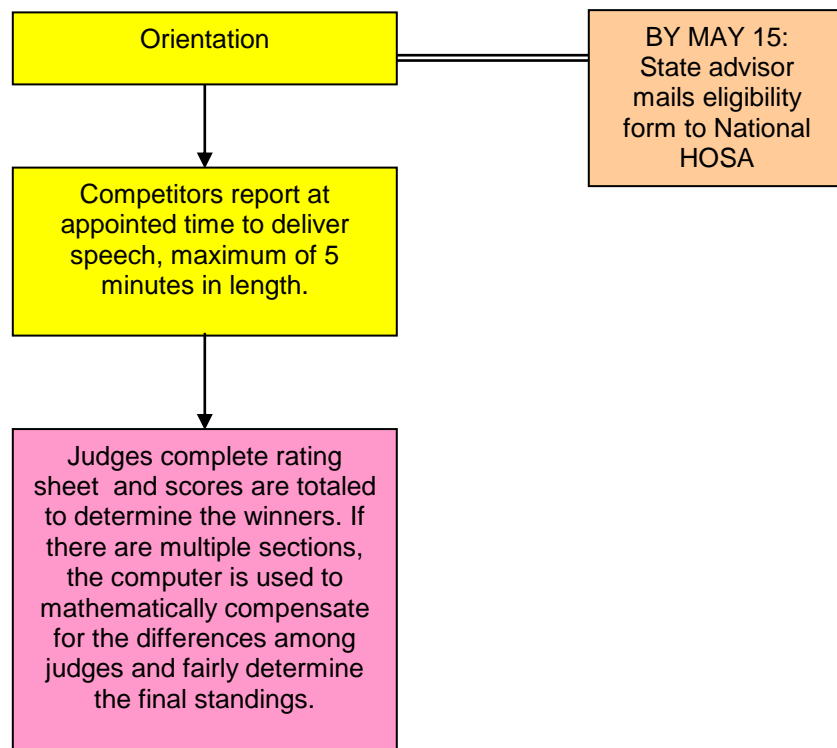 Orientation
BY MAY 15:
State advisor
mails eligibility
form to National
HOSA
Competitors report at
appointed time to deliver
speech, maximum of 5
minutes in length.
Judges complete rating
sheet  and scores are totaled
to determine the winners. If
there are multiple sections,
the computer is used to
mathematically compensate
for the differences among
judges and fairly determine
the final standings.